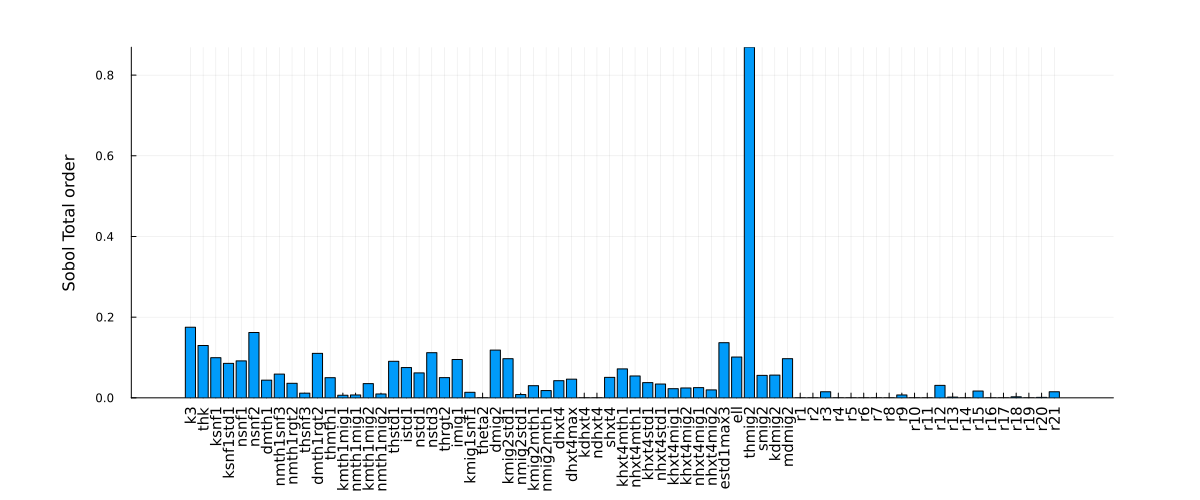 Sobol Total order
0.8
0.6
0.4
0.2
0.0
k3
thk
ksnf1
ksnf1std1
nsnf1
nsnf2
dmth1
nmth1snf3
nmth1rgt2
thsnf3
dmth1rgt2
thmth1
kmth1mig1
nmth1mig1
kmth1mig2
nmth1mig2
thstd1
istd1
nstd1
nstd3
thrgt2
imig1
kmig1snf1
theta2
dmig2
kmig2std1
nmig2std1
kmig2mth1
nmig2mth1
dhxt4
dhxt4max
kdhxt4
ndhxt4
shxt4
khxt4mth1
nhxt4mth1
khxt4std1
nhxt4std1
khxt4mig1
khxt4mig2
nhxt4mig1
nhxt4mig2
estd1max3
ell
thmig2
smig2
kdmig2
mdmig2
r1
r2
r3
r4
r5
r6
r7
r8
r9
r10
r11
r12
r13
r14
r15
r16
r17
r18
r19
r20
r21